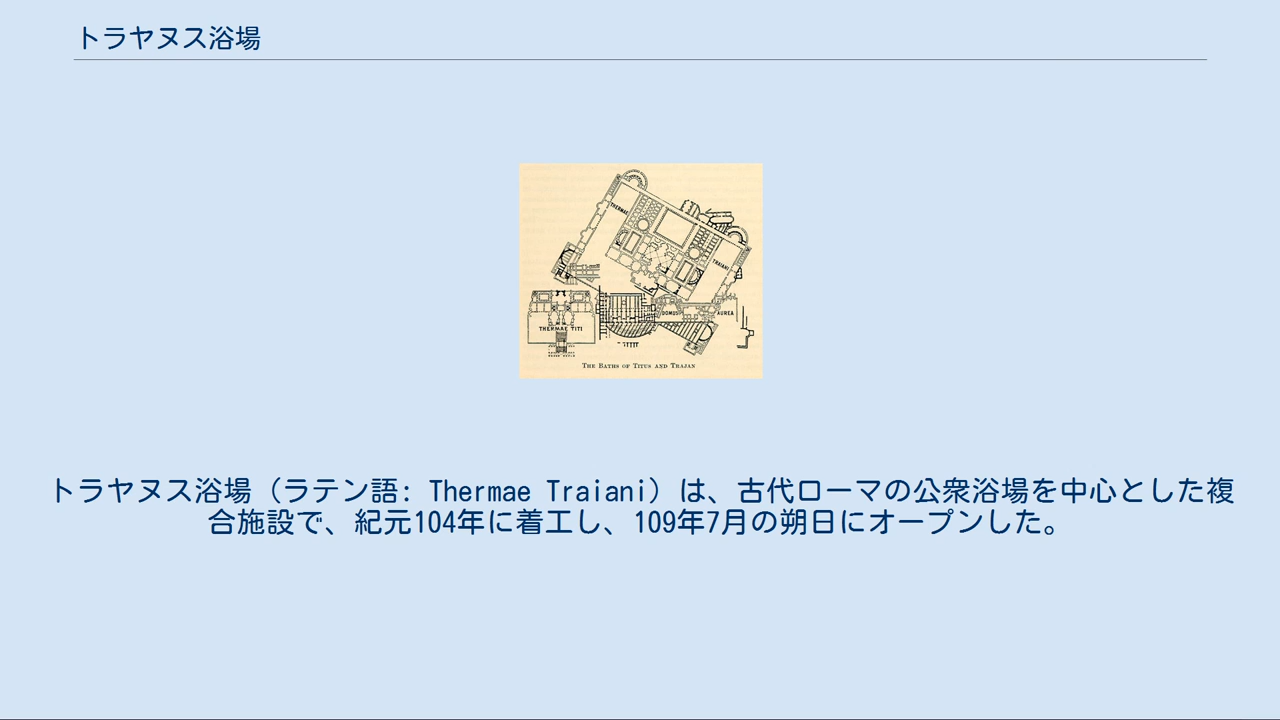 トラヤヌス浴場
THERMAE
TRAIANI
DOMUS
AUREA
THERMAE TITI
THE BATHS OF TITUS AND TRAJAN
トラヤヌス浴場（ラテン語: Thermae Traiani）は、古代ローマの公衆浴場を中心とした複
合施設で、紀元104年に着工し、109年7月の朔日にオープンした。